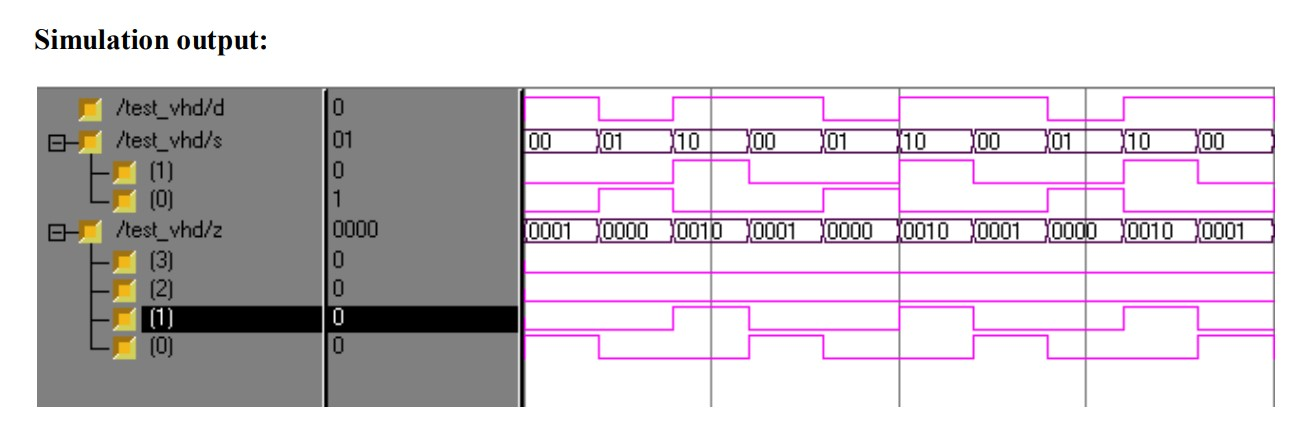 Simulation output:
/test_vhd/d 0
/test_vhd/s 01 00 01 10 00 01 10 00 01 10 00
(1) 0
(0) 1
/test_vhd/z 0000 0001 0000 0010 0001 0000 0010 0001 0000 0010 0001
(3) 0
(2) 0
(1) 0
(0) 0